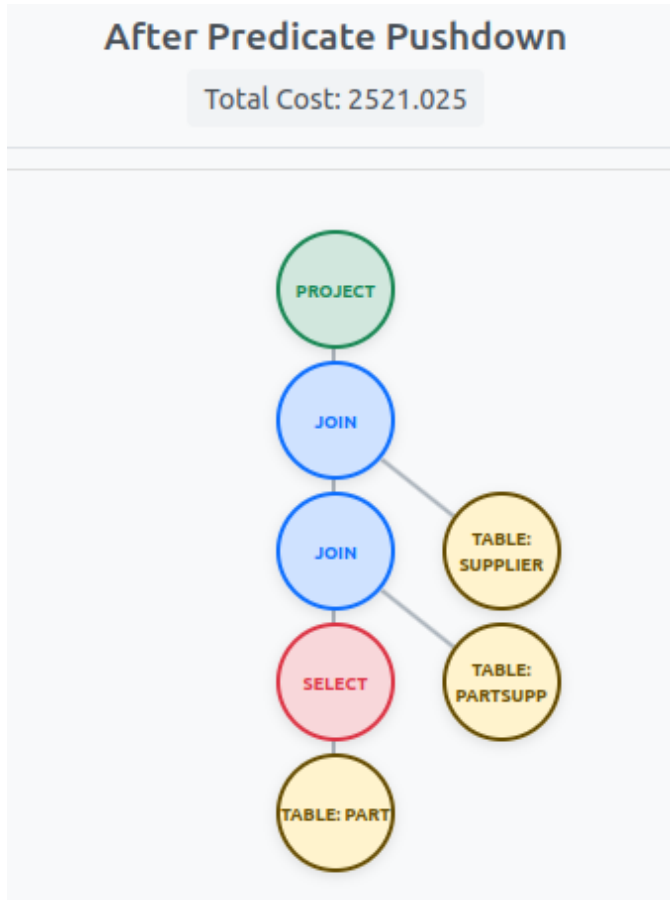 After Predicate Pushdown
Total Cost: 2521.025
PROJECT
JOIN
JOIN
TABLE:
SUPPLIER
SELECT
TABLE:
PARTSUPP
TABLE: PART